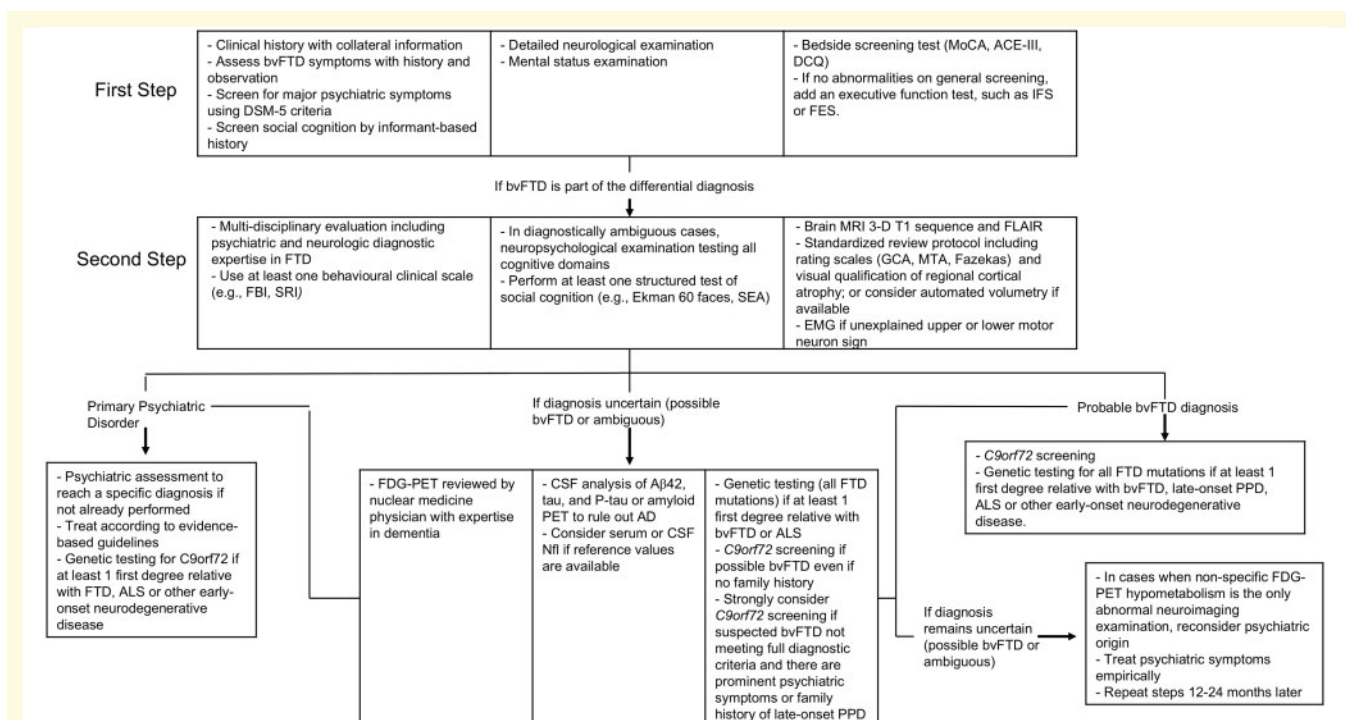 First Step
- Clinical history with collateral information
- Assess bvFTD symptoms with history and
observation
- Screen for major psychiatric symptoms
using DSM-5 criteria
- Screen social cognition by informant-based
history
- Detailed neurological examination
- Mental status examination
- Bedside screening test (MoCA, ACE-III,
DCQ)
- If no abnormalities on general screening,
add an executive function test, such as IFS
or FES.
If bvFTD is part of the differential diagnosis
Second Step
- Multi-disciplinary evaluation including
psychiatric and neurologic diagnostic
expertise in FTD
- Use at least one behavioural clinical scale
(e.g., FBI, SRI)
- In diagnostically ambiguous cases,
neuropsychological examination testing all
cognitive domains
- Perform at least one structured test of
social cognition (e.g., Ekman 60 faces, SEA)
- Brain MRI 3-D T1 sequence and FLAIR
- Standardized review protocol including
rating scales (GCA, MTA, Fazekas) and
visual qualification of regional cortical
atrophy; or consider automated volumetry if
available
- EMG if unexplained upper or lower motor
neuron sign
Primary Psychiatric
Disorder
If diagnosis uncertain (possible
bvFTD or ambiguous)
Probable bvFTD diagnosis
- Psychiatric assessment to
reach a specific diagnosis if
not already performed
- Treat according to evidence-
based guidelines
- Genetic testing for C9orf72 if
at least 1 first degree relative
with FTD, ALS or other early-
onset neurodegenerative
disease
- FDG-PET reviewed by
nuclear medicine
physician with expertise
in dementia
- CSF analysis of Aβ42,
tau, and P-tau or amyloid
PET to rule out AD
- Consider serum or CSF
Nfl if reference values
are available
- Genetic testing (all FTD
mutations) if at least 1
first degree relative with
bvFTD or ALS
- C9orf72 screening if
possible bvFTD even if
no family history
- Strongly consider
C9orf72 screening if
suspected bvFTD not
meeting full diagnostic
criteria and there are
prominent psychiatric
symptoms or family
history of late-onset PPD
- C9orf72 screening
- Genetic testing for all FTD mutations if at least 1
first degree relative with bvFTD, late-onset PPD,
ALS or other early-onset neurodegenerative
disease.
If diagnosis
remains uncertain
(possible bvFTD or
ambiguous)
- In cases when non-specific FDG-
PET hypometabolism is the only
abnormal neuroimaging
examination, reconsider psychiatric
origin
- Treat psychiatric symptoms
empirically
- Repeat steps 12-24 months later